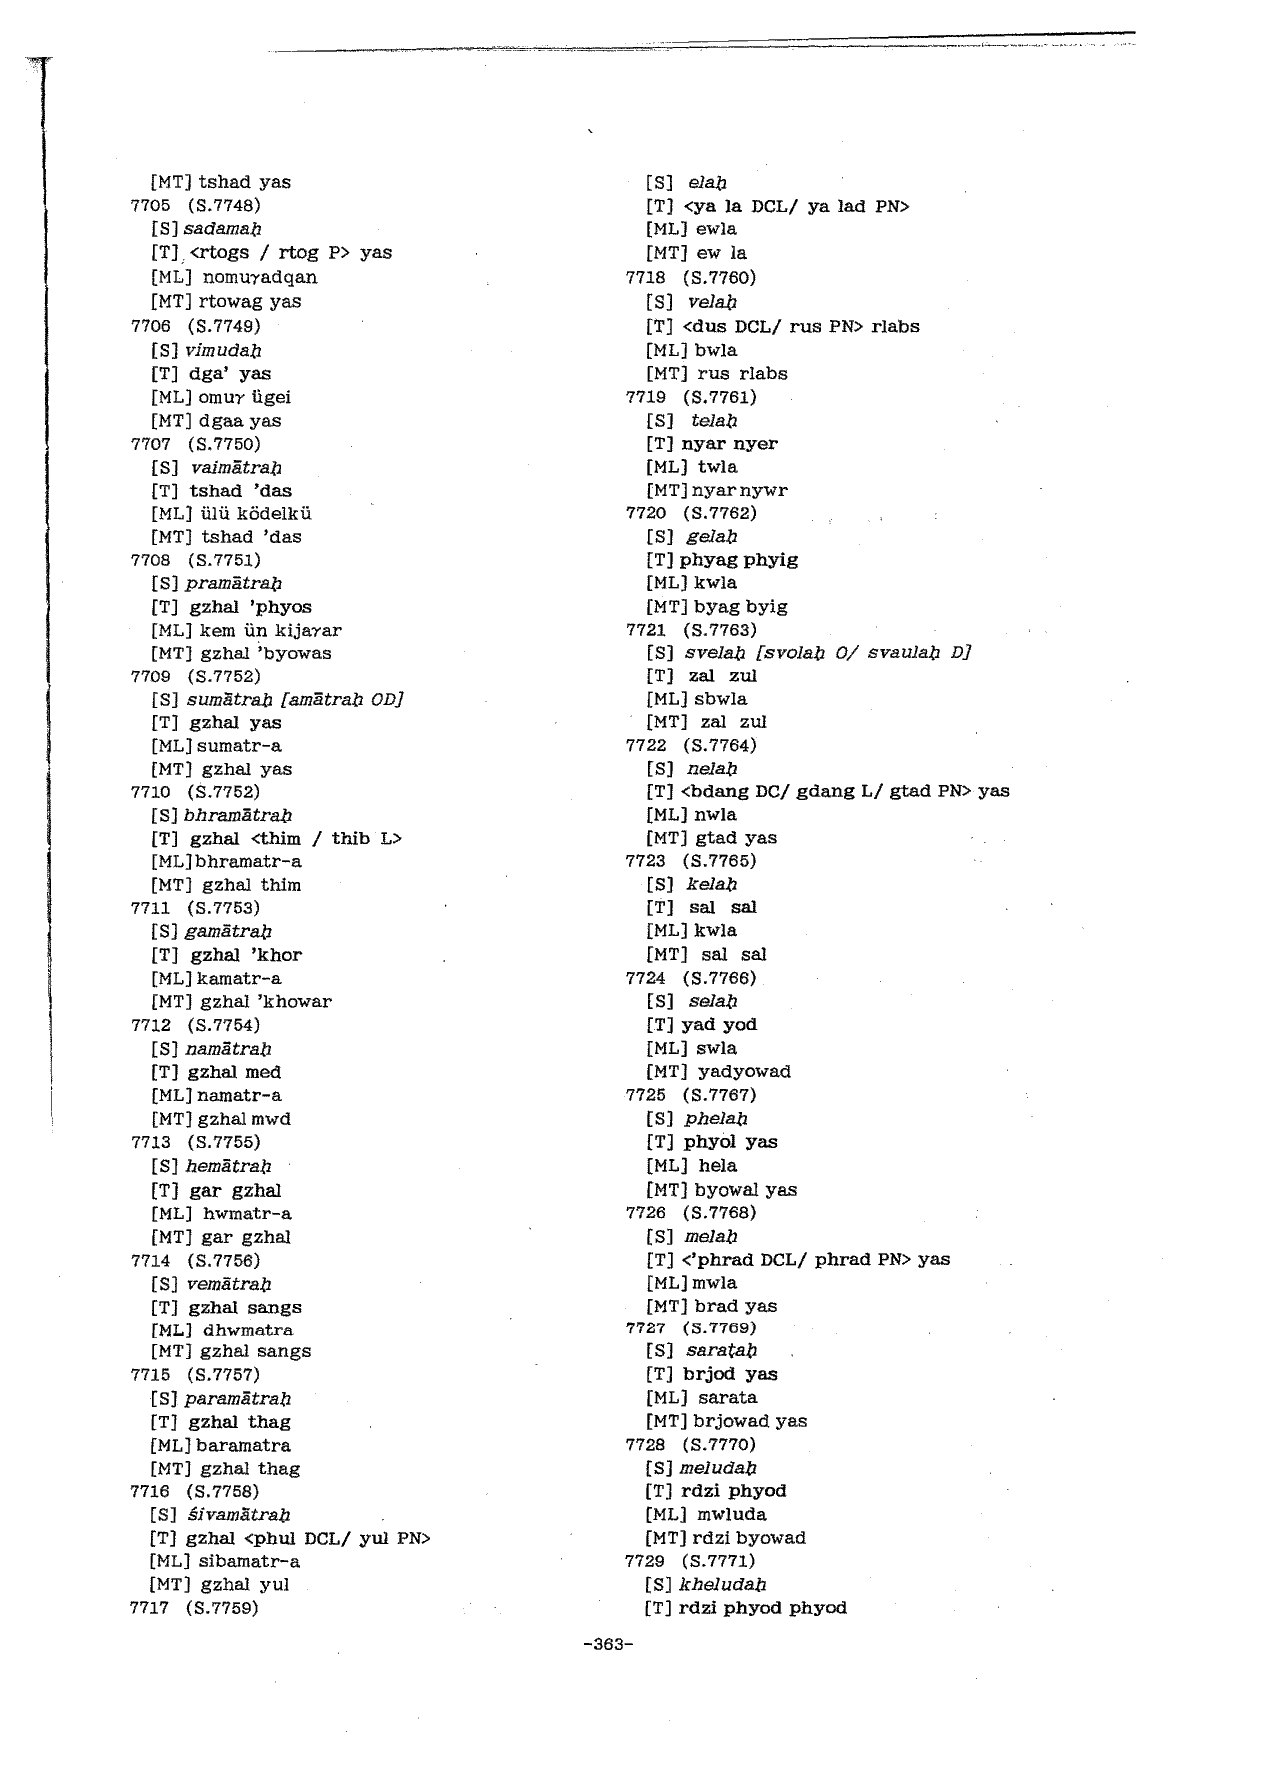 [MT] tshad yas
7705 (S.7748)
[S] sadamaḥ
[T] <rtogs / rtog P> yas
[ML] nomuγadqan
[MT] rtowag yas
7706 (S.7749)
[S] vimudaḥ
[T] dga' yas
[ML] omuγ ügei
[MT] dgaa yas
7707 (S.7750)
[S] vaimātraḥ
[T] tshad 'das
[ML] ülü ködelkü
[MT] tshad 'das
7708 (S.7751)
[S] pramātraḥ
[T] gzhal 'phyos
[ML] kem ün kijaγar
[MT] gzhal 'byowas
7709 (S.7752)
[S] sumātraḥ [amātraḥ OD]
[T] gzhal yas
[ML] sumatr-a
[MT] gzhal yas
7710 (S.7752)
[S] bhramātraḥ
[T] gzhal <thim / thib L>
[ML] bhramatr-a
[MT] gzhal thim
7711 (S.7753)
[S] gamātraḥ
[T] gzhal 'khor
[ML] kamatr-a
[MT] gzhal 'khowar
7712 (S.7754)
[S] namātraḥ
[T] gzhal med
[ML] namatr-a
[MT] gzhal mwd
7713 (S.7755)
[S] hemātraḥ
[T] gar gzhal
[ML] hwmatr-a
[MT] gar gzhal
7714 (S.7756)
[S] vemātraḥ
[T] gzhal sangs
[ML] dhwmatra
[MT] gzhal sangs
7715 (S.7757)
[S] paramātraḥ
[T] gzhal thag
[ML] baramatra
[MT] gzhal thag
7716 (S.7758)
[S] śivamātraḥ
[T] gzhal <phul DCL/ yul PN>
[ML] sibamatr-a
[MT] gzhal yul
7717 (S.7759)
[S] elaḥ
[T] <ya la DCL/ ya lad PN>
[ML] ewla
[MT] ew la
7718 (S.7760)
[S] velaḥ
[T] <dus DCL/ rus PN> rlabs
[ML] bwla
[MT] rus rlabs
7719 (S.7761)
[S] telaḥ
[T] nyar nyer
[ML] twla
[MT] nyar nywr
7720 (S.7762)
[S] gelaḥ
[T] phyag phyig
[ML] kwla
[MT] byag byig
7721 (S.7763)
[S] svelaḥ [svolaḥ O/ svaulaḥ D]
[T] zal zul
[ML] sbwla
[MT] zal zul
7722 (S.7764)
[S] nelaḥ
[T] <bdang DC/ gdang L/ gtad PN> yas
[ML] nwla
[MT] gtad yas
7723 (S.7765)
[S] kelaḥ
[T] sal sal
[ML] kwla
[MT] sal sal
7724 (S.7766)
[S] selaḥ
[T] yad yod
[ML] swla
[MT] yadyowad
7725 (S.7767)
[S] phelaḥ
[T] phyol yas
[ML] hela
[MT] byowal yas
7726 (S.7768)
[S] melaḥ
[T] <'phrad DCL/ phrad PN> yas
[ML] mwla
[MT] brad yas
7727 (S.7769)
[S] saraṭaḥ
[T] brjod yas
[ML] sarata
[MT] brjowad yas
7728 (S.7770)
[S] meludaḥ
[T] rdzi phyod
[ML] mwluda
[MT] rdzi byowad
7729 (S.7771)
[S] kheludaḥ
[T] rdzi phyod phyod
-363-